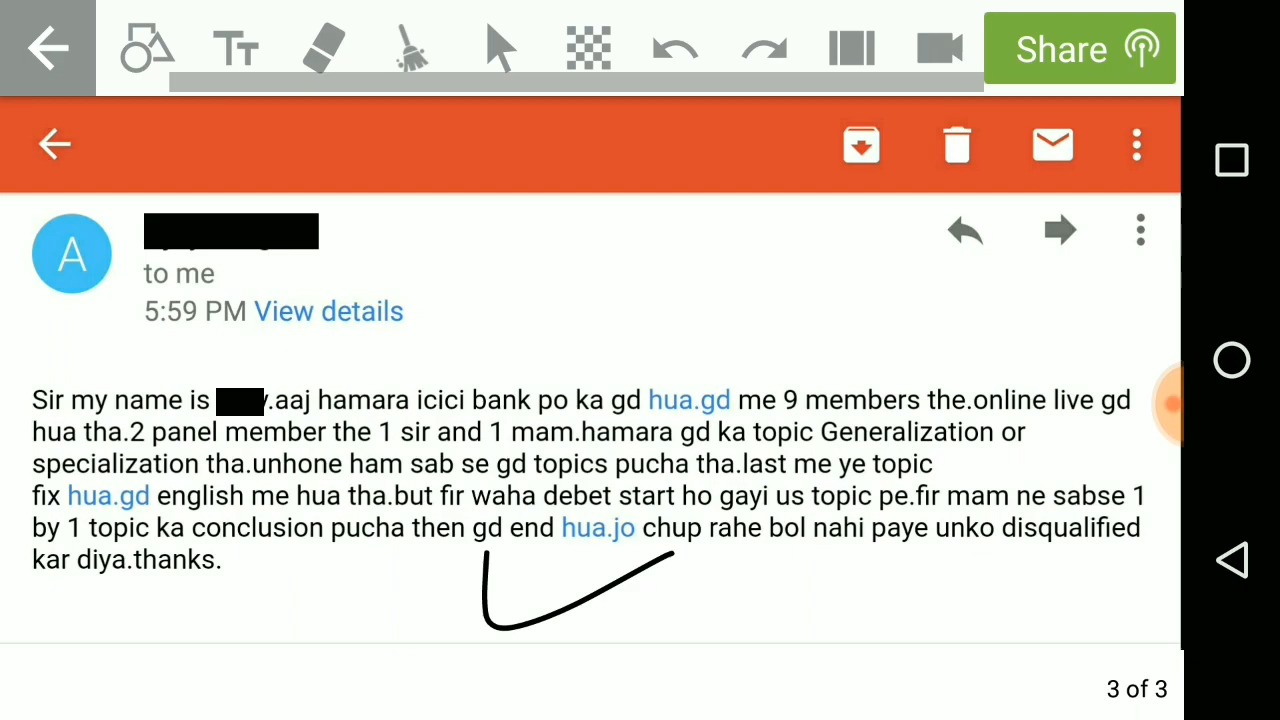 Share
A
to me
5:59 PM View details
Sir my name is .aaj hamara icici bank po ka gd hua.gd me 9 members the.online live gd
hua tha.2 panel member the 1 sir and 1 mam.hamara gd ka topic Generalization or
specialization tha.unhone ham sab se gd topics pucha tha.last me ye topic
fix hua.gd english me hua tha.but fir waha debet start ho gayi us topic pe.fir mam ne sabse 1
by 1 topic ka conclusion pucha then gd end hua.jo chup rahe bol nahi paye unko disqualified
kar diya.thanks.
3 of 3